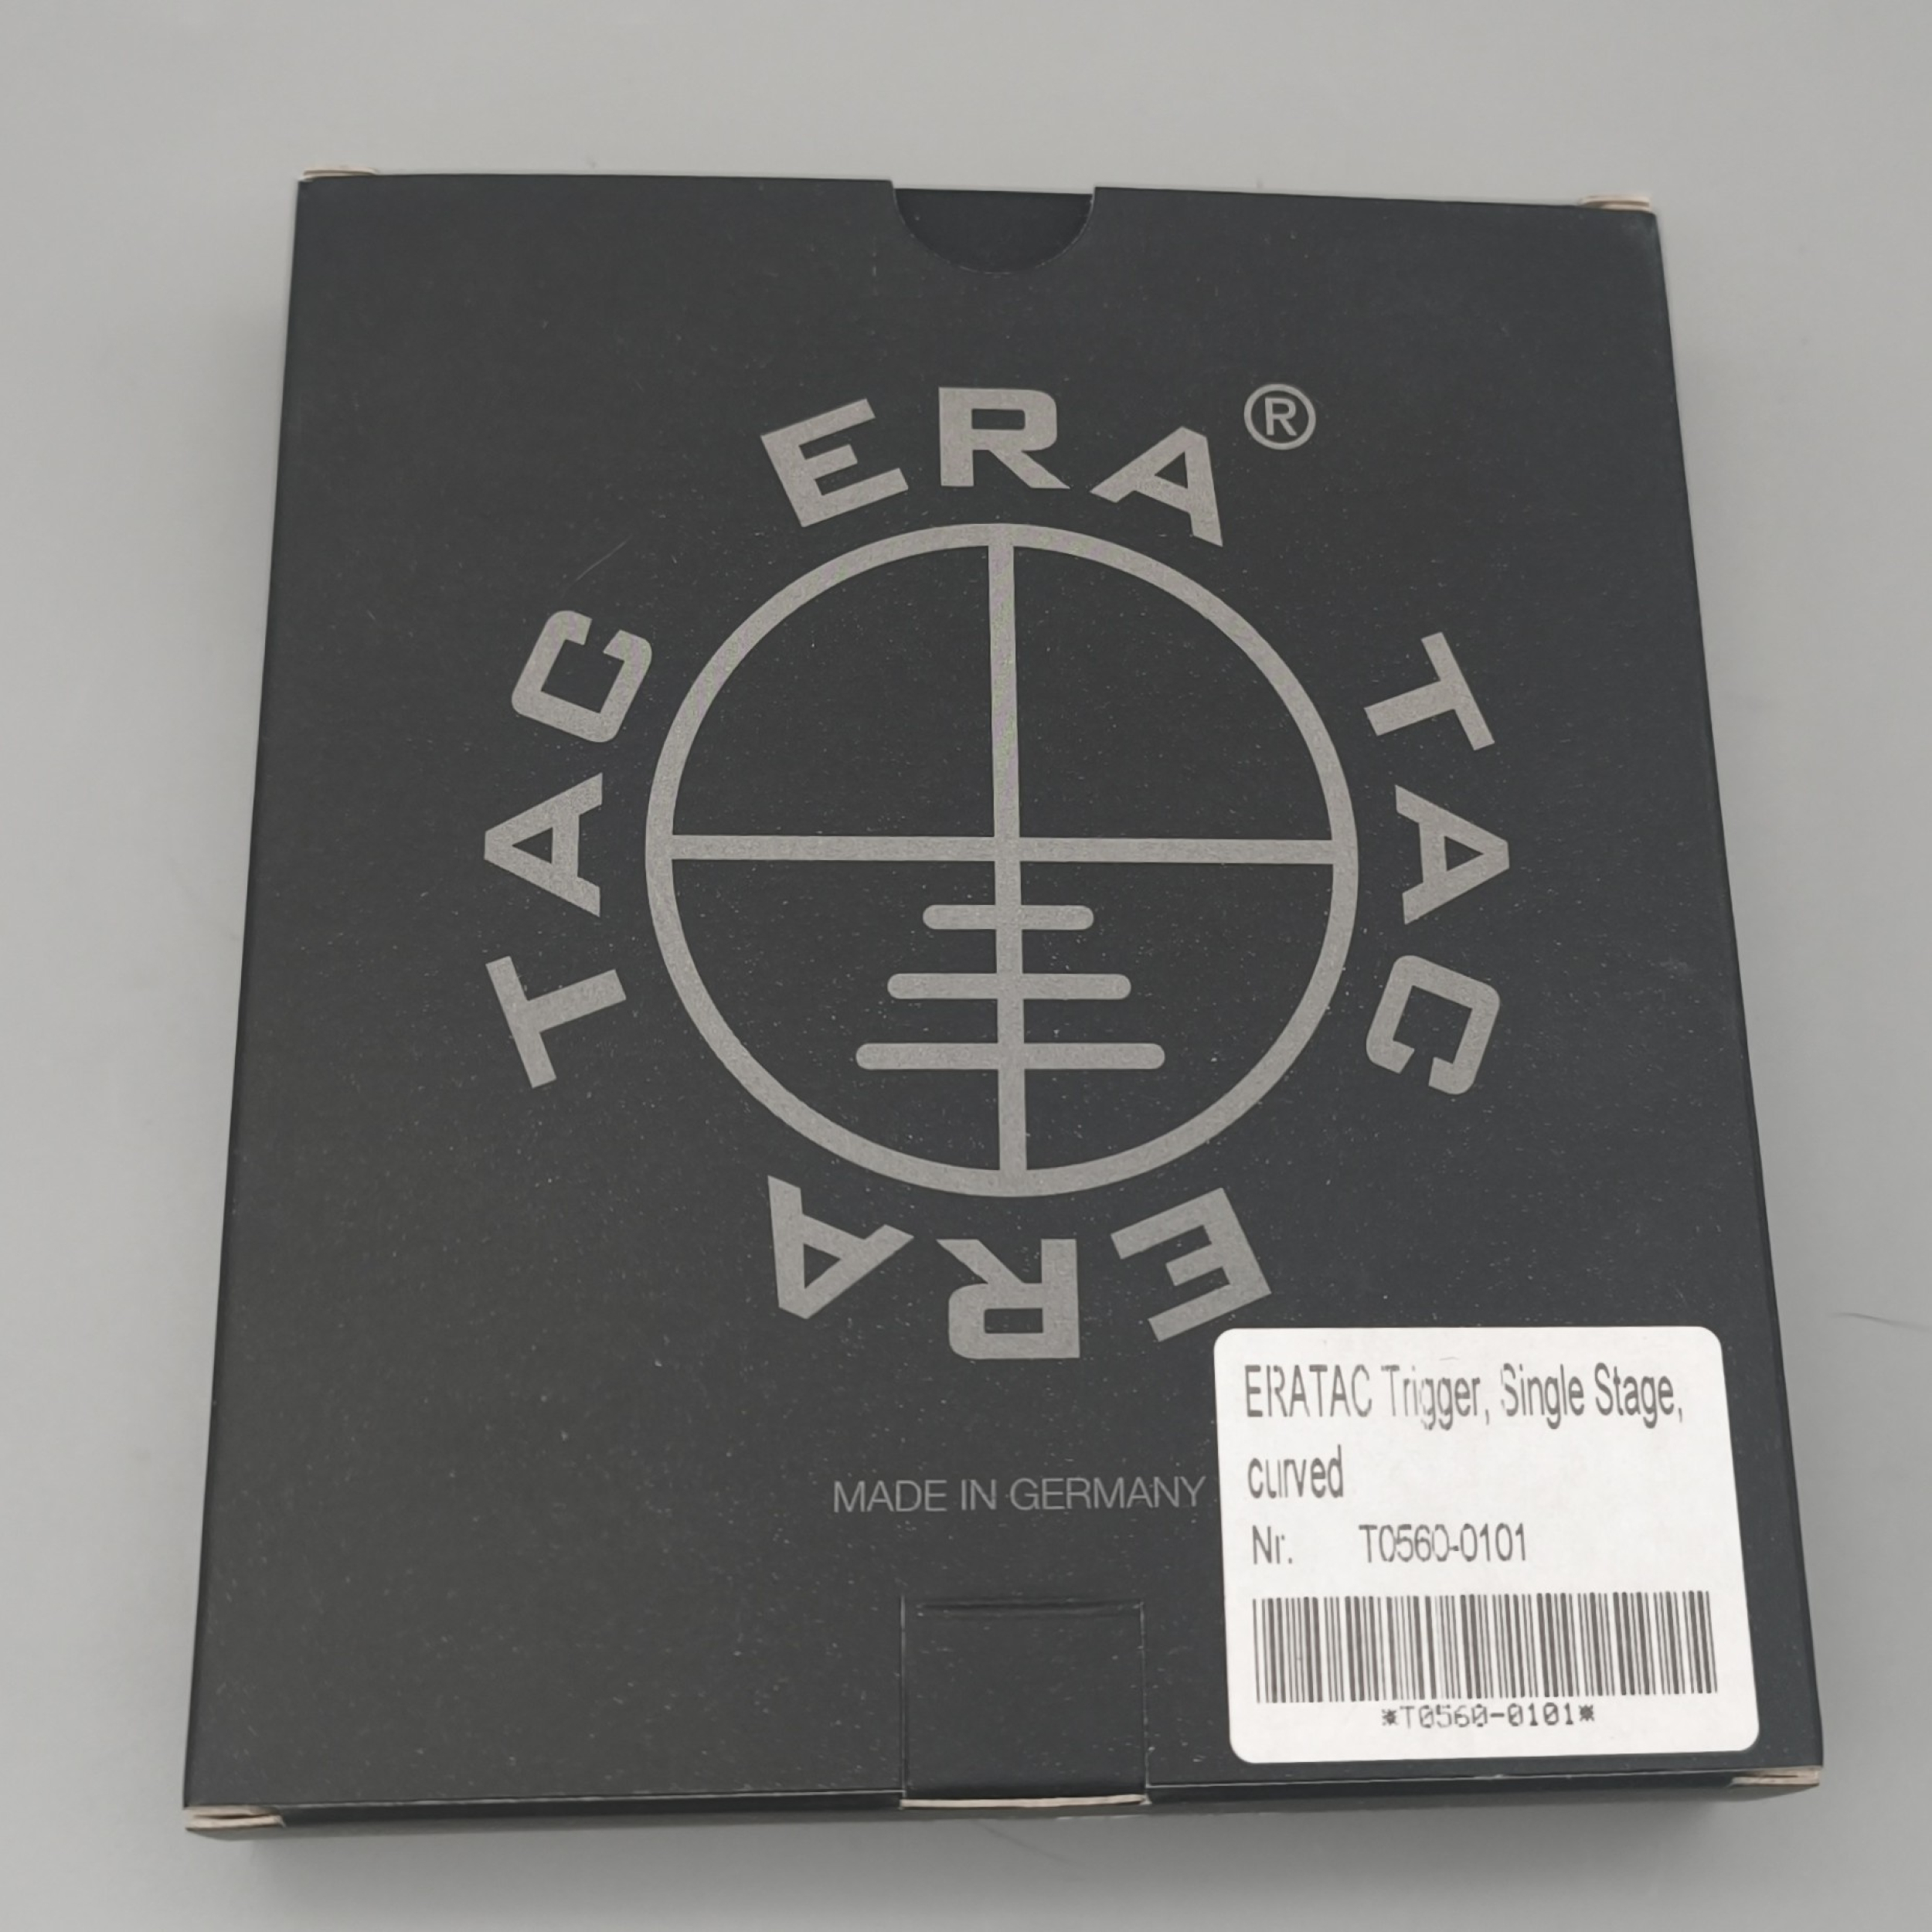 ERA®
TAC
ERA
TAC
MADE IN GERMANY
ERATAC Trigger, Single Stage,
curved
Nr. T0560-0101
*T0560-0101*